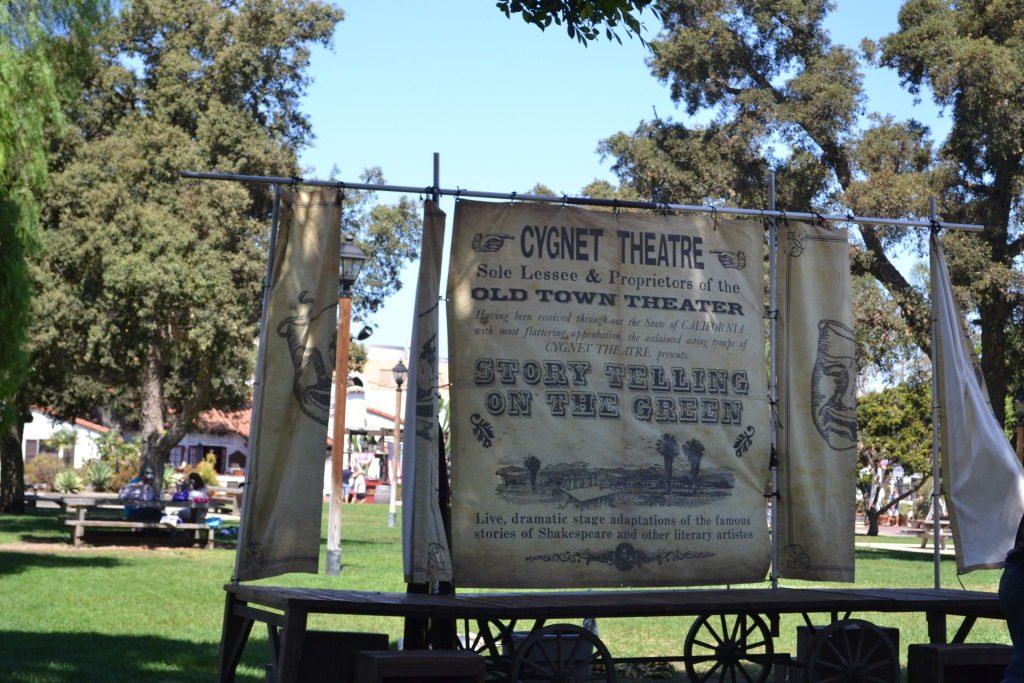 CYGNET THEATRE
Sole Lessee & Proprietors of the
OLD TOWN THEATER
Having been received through-out the State of CALIFORNIA
with most flattering approbation, the acclaimed acting troupe of
CYGNET THEATRE presents.
STORY TELLING
ON THE GREEN
Live, dramatic stage adaptations of the famous
stories of Shakespeare and other literary artistes